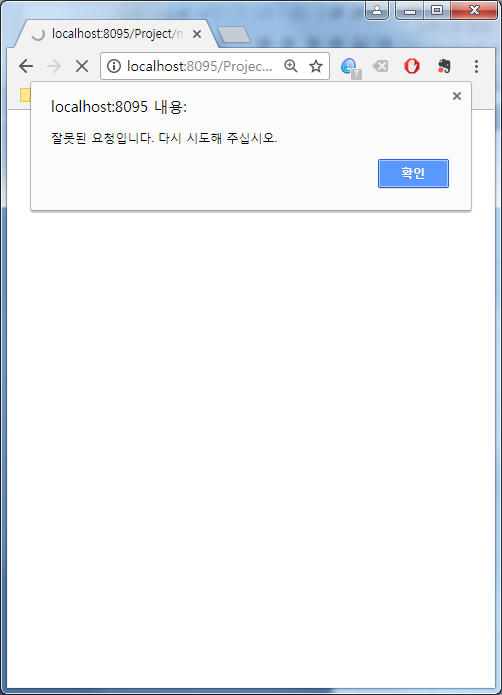 localhost:8095/Project/m
localhost:8095/Projec...
localhost:8095 내용:
잘못된 요청입니다. 다시 시도해 주십시오.
확인